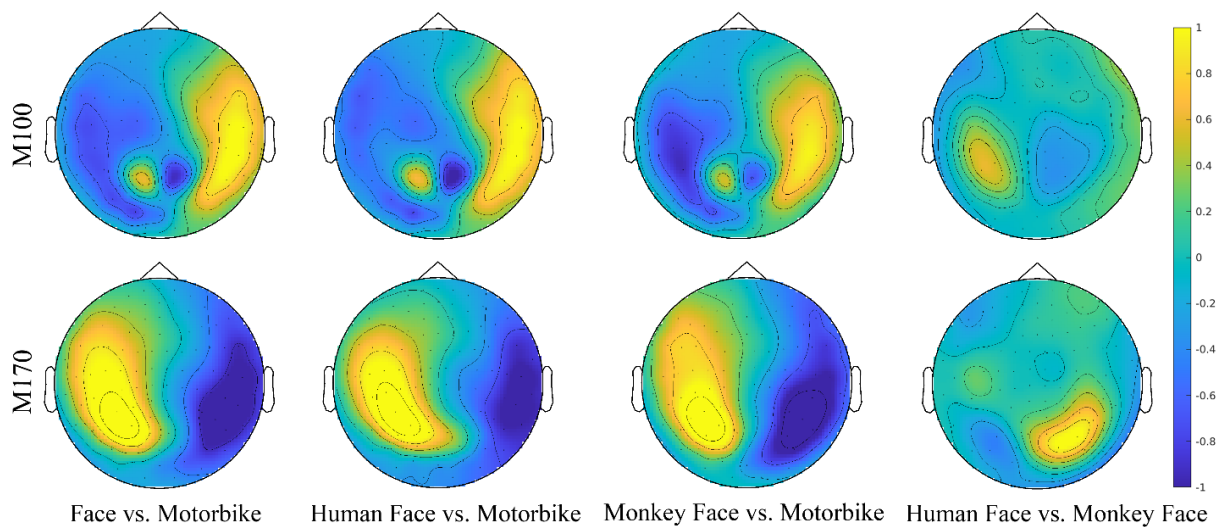 M100
1
0.8
0.6
0.4
0.2
0
-0.2
-0.4
-0.6
-0.8
-1
M170
Face vs. Motorbike
Human Face vs. Motorbike
Monkey Face vs. Motorbike
Human Face vs. Monkey Face